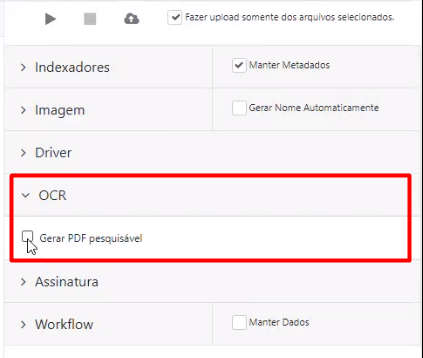 Fazer upload somente dos arquivos selecionados.
Indexadores
Manter Metadados
Imagem
Gerar Nome Automaticamente
Driver
OCR
Gerar PDF pesquisável
Assinatura
Workflow
Manter Dados